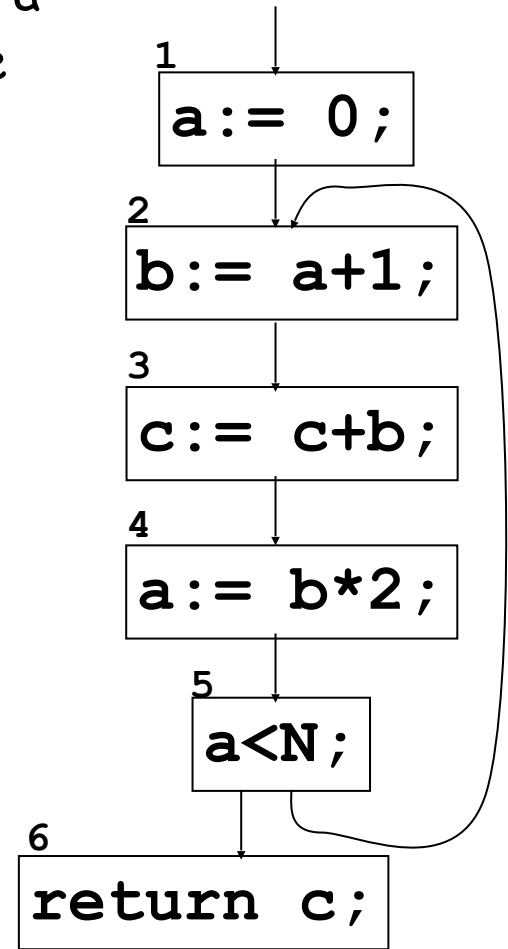 1
a:= 0;
2
b:= a+1;
3
c:= c+b;
4
a:= b*2;
5
a<N;
6
return c;